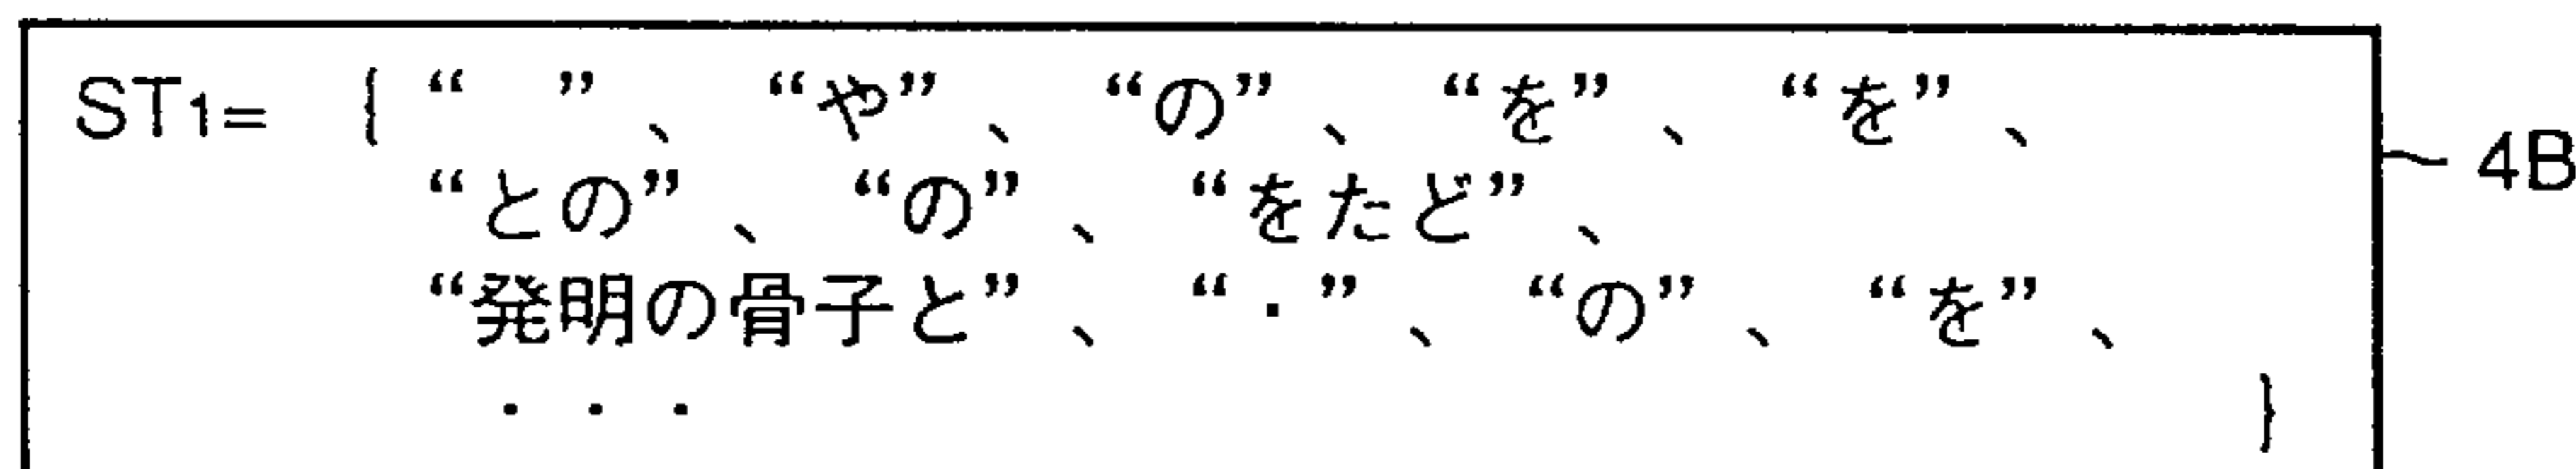 ST1= { “　”、 “や”、 “の”、 “を”、 “を”、
“との”、 “の”、 “をたど”、
“発明の骨子と”、 “・”、 “の”、 “を”、
・・・ }
4B